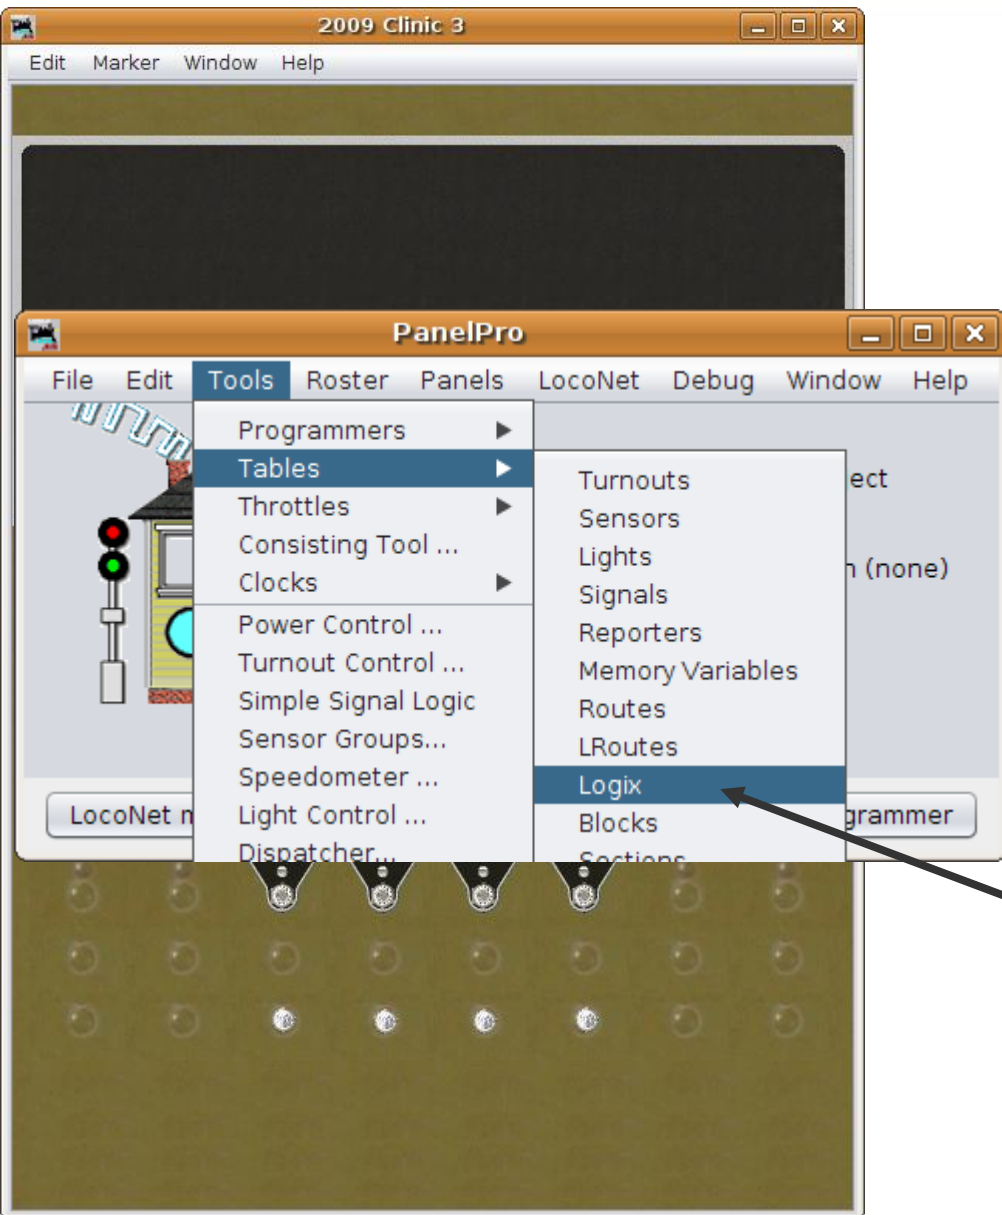 2009 Clinic 3
Edit Marker Window Help
PanelPro
File Edit Tools Roster Panels LocoNet Debug Window Help
Programmers
Tables
Throttles
Consisting Tool ...
Clocks
Power Control ...
Turnout Control ...
Simple Signal Logic
Sensor Groups...
Speedometer ...
Light Control ...
Dispatcher...
Turnouts
Sensors
Lights
Signals
Reporters
Memory Variables
Routes
LRoutes
Logix
Blocks
Sections
ect
(none)
LocoNet
grammer